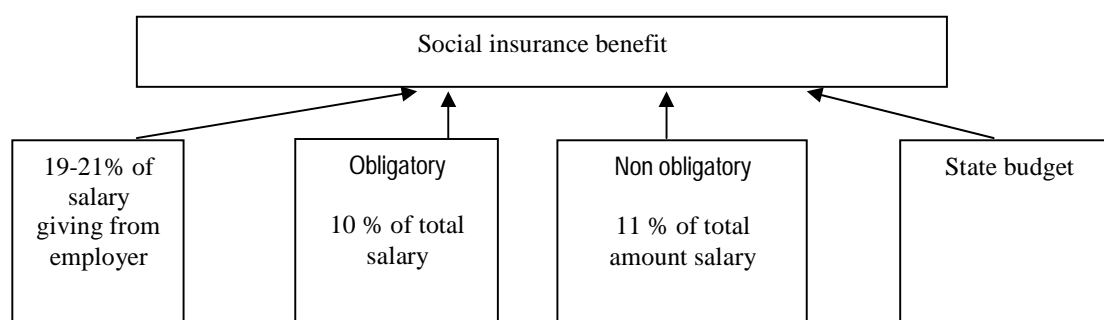 Social insurance benefit
19-21% of
salary
giving from
employer
Obligatory
10 % of total
salary
Non obligatory
11 % of total
amount salary
State budget